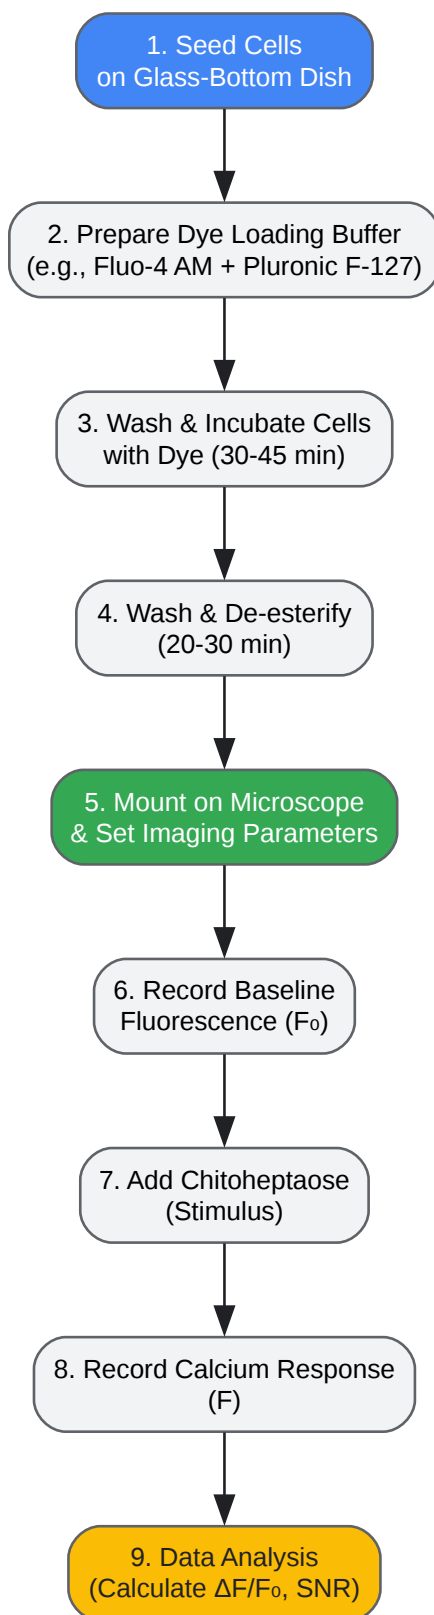 1. Seed Cells
on Glass-Bottom Dish
2. Prepare Dye Loading Buffer
(e.g., Fluo-4 AM + Pluronic F-127)
3. Wash & Incubate Cells
with Dye (30-45 min)
4. Wash & De-esterify
(20-30 min)
5. Mount on Microscope
& Set Imaging Parameters
6. Record Baseline
Fluorescence (F₀)
7. Add Chitoheptaose
(Stimulus)
8. Record Calcium Response
(F)
9. Data Analysis
(Calculate ΔF/F₀, SNR)